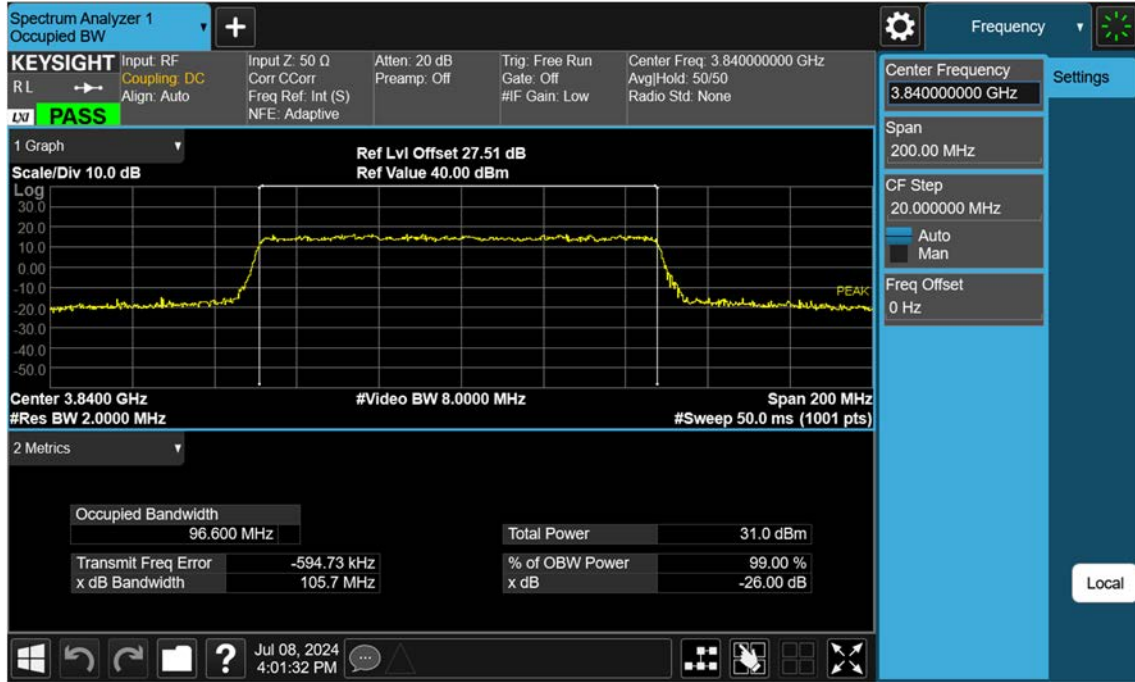 Spectrum Analyzer 1
Occupied BW
Frequency
KEYSIGHT
R L
LXI
PASS
Input: RF
Coupling: DC
Align: Auto
Input Z: 50 Ω
Corr CCorr
Freq Ref: Int (S)
NFE: Adaptive
Atten: 20 dB
Preamp: Off
Trig: Free Run
Gate: Off
#IF Gain: Low
Center Freq: 3.840000000 GHz
Avg|Hold: 50/50
Radio Std: None
Center Frequency
3.840000000 GHz
Settings
Span
200.00 MHz
CF Step
20.000000 MHz
Auto
Man
Freq Offset
0 Hz
Local
1 Graph
Scale/Div 10.0 dB
Ref Lvl Offset 27.51 dB
Ref Value 40.00 dBm
Log
30.0
20.0
10.0
0.00
-10.0
-20.0
-30.0
-40.0
-50.0
PEAK
Center 3.8400 GHz
#Video BW 8.0000 MHz
Span 200 MHz
#Res BW 2.0000 MHz
#Sweep 50.0 ms (1001 pts)
2 Metrics
Occupied Bandwidth
96.600 MHz
Total Power 31.0 dBm
Transmit Freq Error -594.73 kHz
% of OBW Power 99.00 %
x dB Bandwidth 105.7 MHz
x dB -26.00 dB
?
Jul 08, 2024
4:01:32 PM